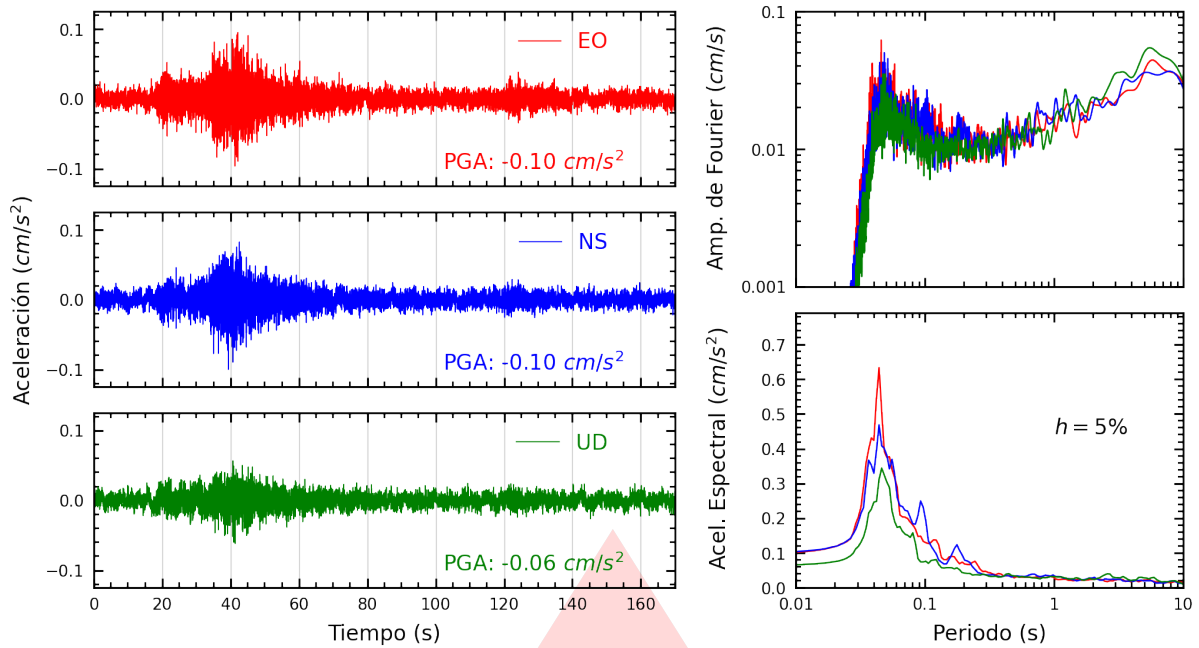 0.1
0.0
−0.1
EO
PGA: -0.10 cm/s²
0.1
0.0
−0.1
NS
PGA: -0.10 cm/s²
0.1
0.0
−0.1
UD
PGA: -0.06 cm/s²
0 20 40 60 80 100 120 140 160
Tiempo (s)
Aceleración (cm/s²)
0.1
0.01
0.001
Amp. de Fourier (cm/s)
0.7
0.6
0.5
0.4
0.3
0.2
0.1
0.0
Acel. Espectral (cm/s²)
h = 5%
0.01 0.1 1 10
Periodo (s)